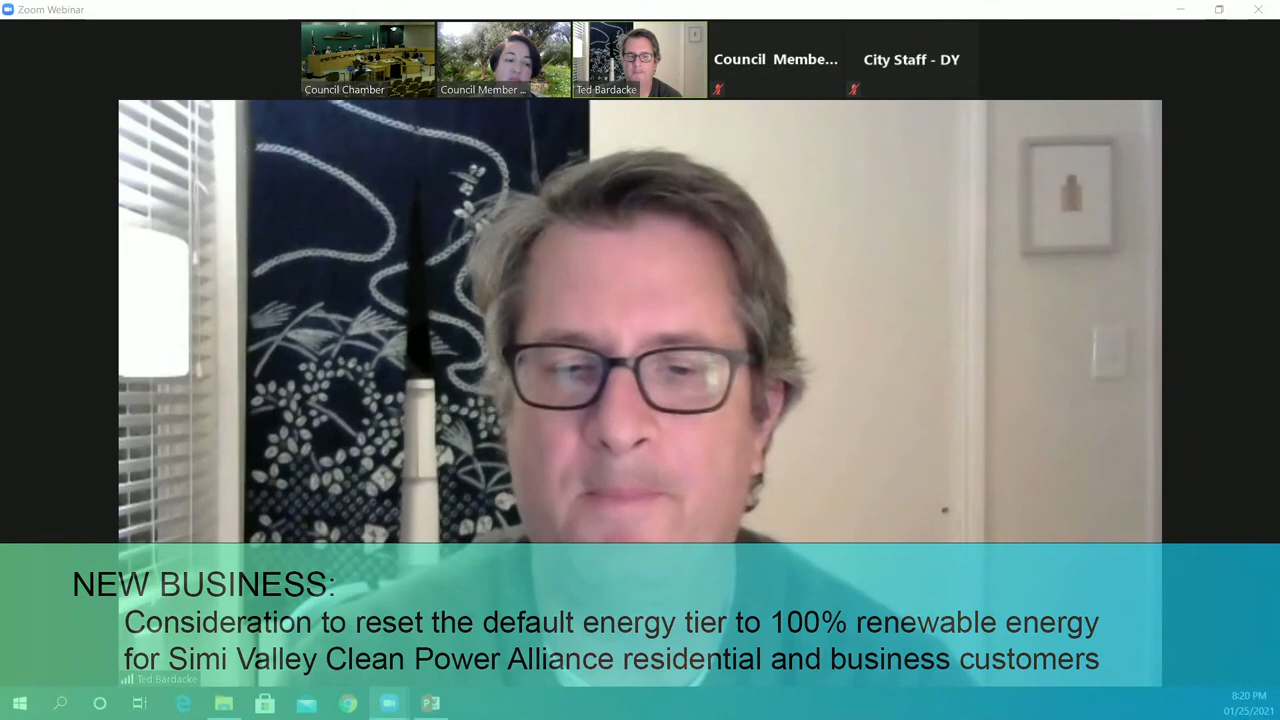 Zoom Webinar
Council Chamber
Council Member ...
Ted Bardacke
Council Membe...
City Staff - DY
NEW BUSINESS:
Consideration to reset the default energy tier to 100% renewable energy
for Simi Valley Clean Power Alliance residential and business customers
Ted Bardacke
8:20 PM
01/25/2021